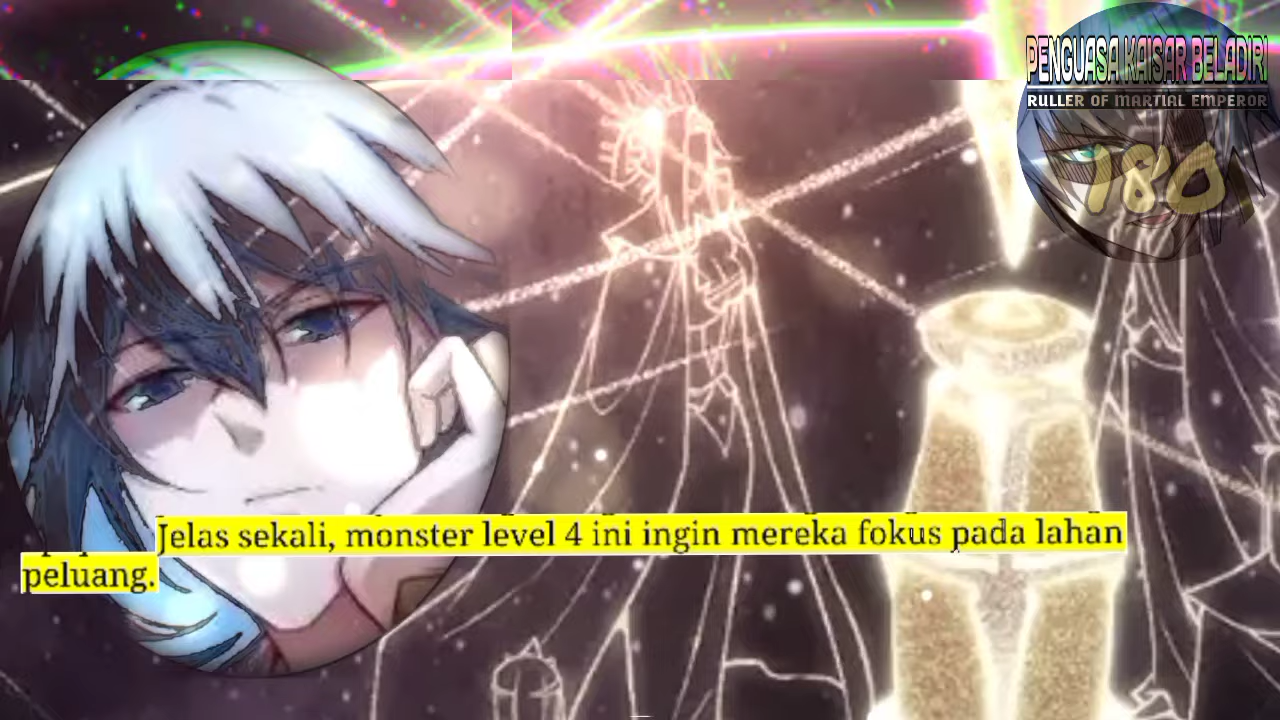 PENGUASA KAISAR BELADIRI
RULLER OF MARTIAL EMPEROR
180
Jelas sekali, monster level 4 ini ingin mereka fokus pada lahan
peluang.